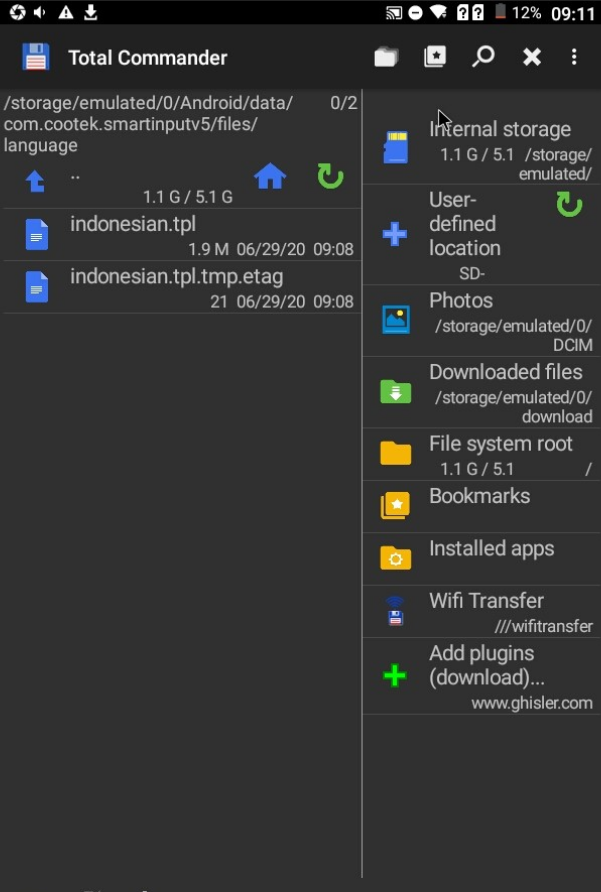 12% 09:11
Total Commander
/storage/emulated/0/Android/data/ 0/2
com.cootek.smartinputv5/files/
language
..
1.1 G / 5.1 G
indonesian.tpl
1.9 M 06/29/20 09:08
indonesian.tpl.tmp.etag
21 06/29/20 09:08
Internal storage
1.1 G / 5.1 /storage/
emulated/
User-
defined
location
SD-
Photos
/storage/emulated/0/
DCIM
Downloaded files
/storage/emulated/0/
download
File system root
1.1 G / 5.1 /
Bookmarks
Installed apps
Wifi Transfer
///wifitransfer
Add plugins
(download)...
www.ghisler.com